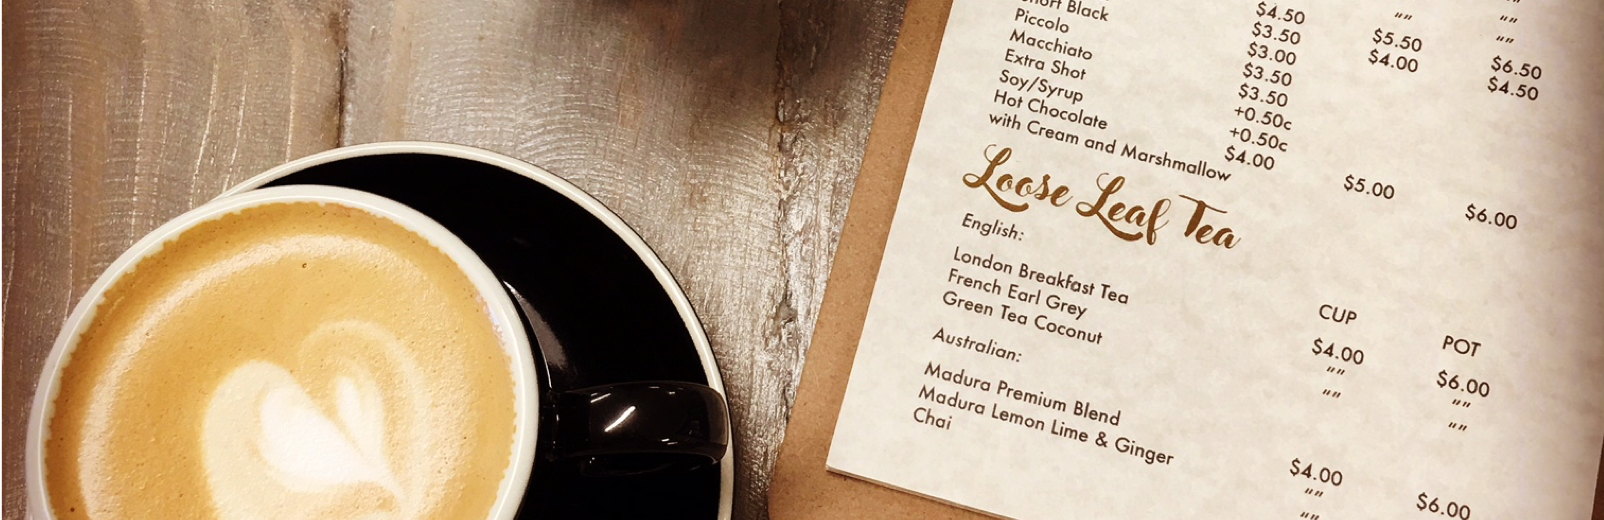 "" ""
$4.50 $5.50 $6.50
$3.50 $4.00 $4.50
Short Black $3.00
Piccolo $3.50
Macchiato $3.50
Extra Shot +0.50c
Soy/Syrup +0.50c
Hot Chocolate $4.00 $5.00 $6.00
with Cream and Marshmallow
Loose Leaf Tea
English:
CUP POT
London Breakfast Tea $4.00 $6.00
French Earl Grey "" ""
Green Tea Coconut "" ""
Australian:
Madura Premium Blend $4.00 $6.00
Madura Lemon Lime & Ginger ""
Chai ""